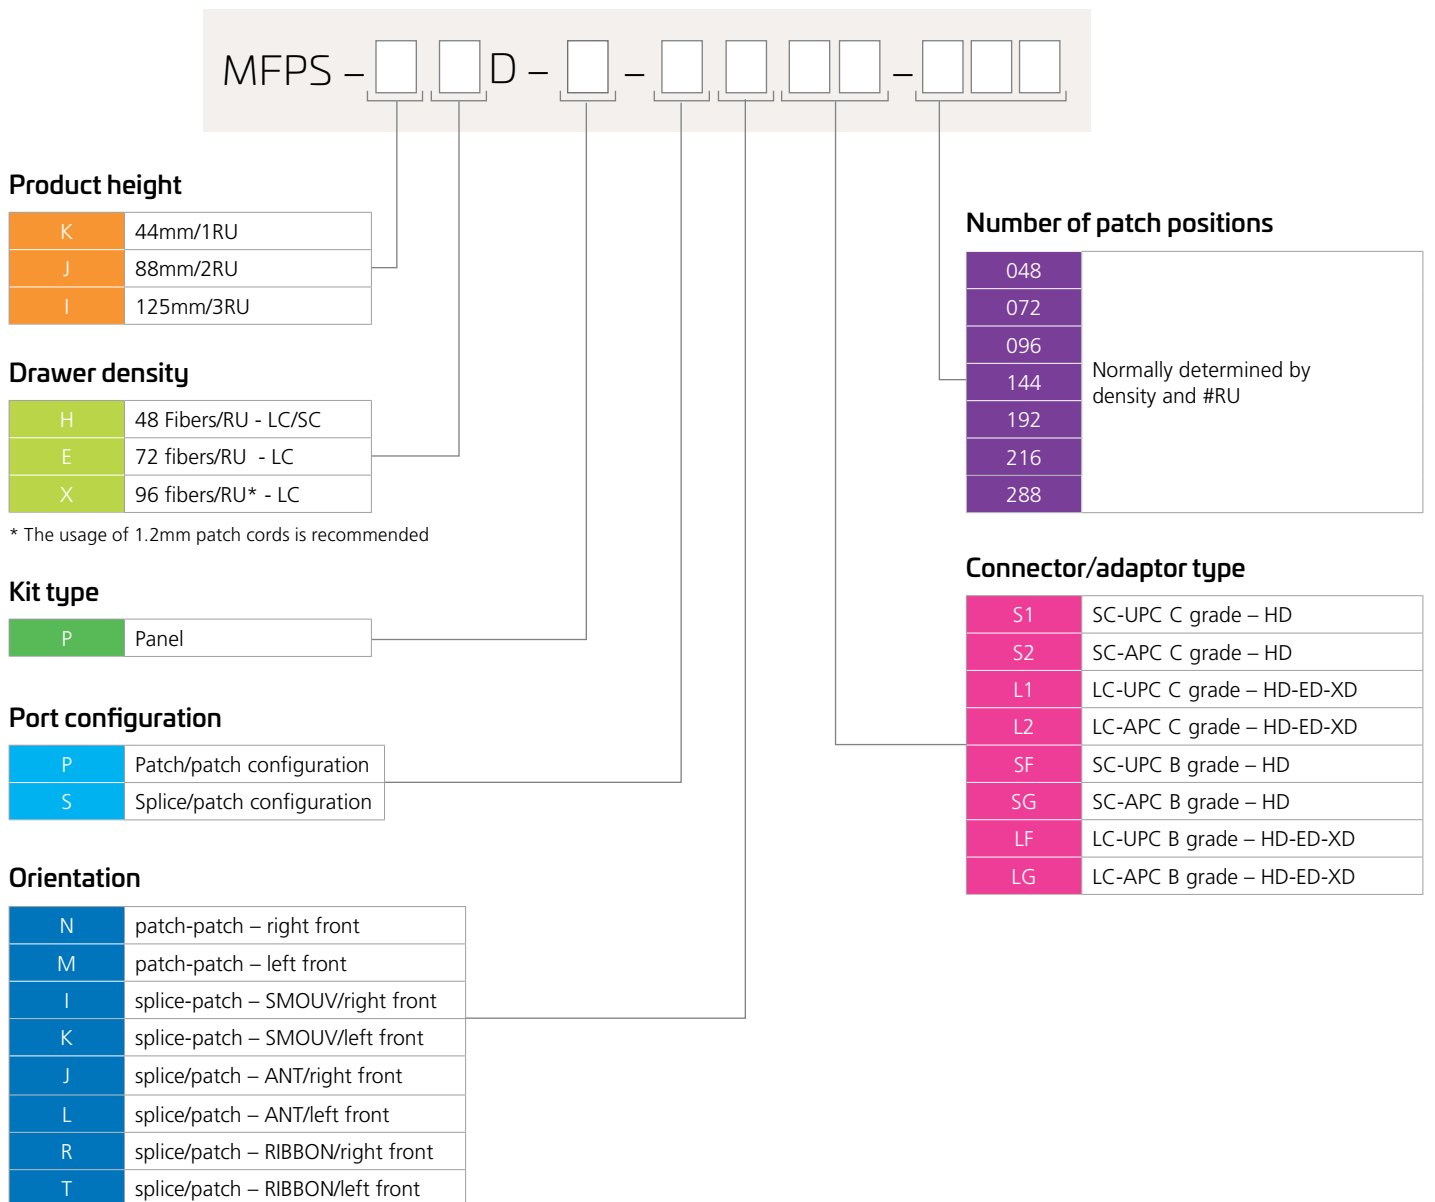 MFPS – D – – –
Product height
K 44mm/1RU
J 88mm/2RU
I 125mm/3RU
Drawer density
H 48 Fibers/RU - LC/SC
E 72 fibers/RU - LC
X 96 fibers/RU* - LC
* The usage of 1.2mm patch cords is recommended
Kit type
P Panel
Port configuration
P Patch/patch configuration
S Splice/patch configuration
Orientation
N patch-patch – right front
M patch-patch – left front
I splice-patch – SMOUV/right front
K splice-patch – SMOUV/left front
J splice/patch – ANT/right front
L splice/patch – ANT/left front
R splice/patch – RIBBON/right front
T splice/patch – RIBBON/left front
Number of patch positions
048
072
096
144
192
216
288
Normally determined by
density and #RU
Connector/adaptor type
S1 SC-UPC C grade – HD
S2 SC-APC C grade – HD
L1 LC-UPC C grade – HD-ED-XD
L2 LC-APC C grade – HD-ED-XD
SF SC-UPC B grade – HD
SG SC-APC B grade – HD
LF LC-UPC B grade – HD-ED-XD
LG LC-APC B grade – HD-ED-XD